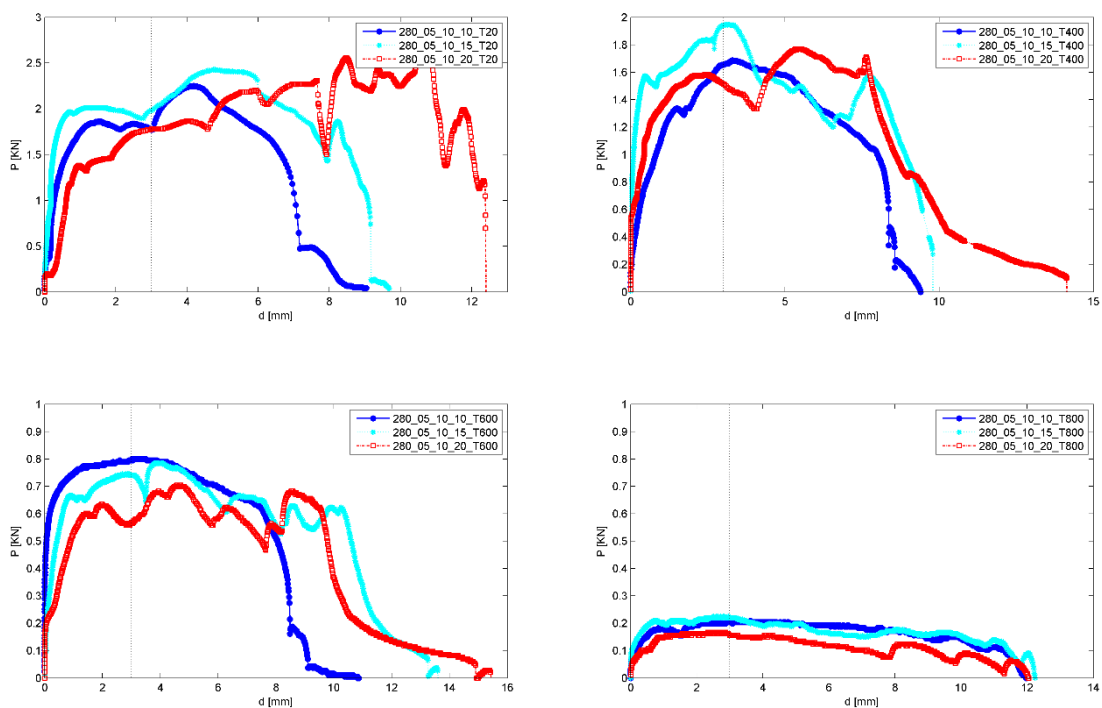 3
2.5
2
1.5
1
0.5
0
P [KN]
0 2 4 6 8 10 12
d [mm]
280_05_10_10_T20
280_05_10_15_T20
280_05_10_20_T20
2
1.8
1.6
1.4
1.2
1
0.8
0.6
0.4
0.2
0
P [KN]
0 5 10 15
d [mm]
280_05_10_10_T400
280_05_10_15_T400
280_05_10_20_T400
1
0.9
0.8
0.7
0.6
0.5
0.4
0.3
0.2
0.1
0
P [KN]
0 2 4 6 8 10 12 14 16
d [mm]
280_05_10_10_T600
280_05_10_15_T600
280_05_10_20_T600
1
0.9
0.8
0.7
0.6
0.5
0.4
0.3
0.2
0.1
0
P [KN]
0 2 4 6 8 10 12 14
d [mm]
280_05_10_10_T800
280_05_10_15_T800
280_05_10_20_T800